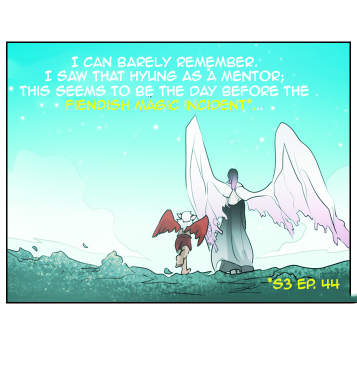 I CAN BARELY REMEMBER.
I SAW THAT HYUNG AS A MENTOR;
THIS SEEMS TO BE THE DAY BEFORE THE
FIENDISH MAGIC INCIDENT*...
*S3 EP. 44